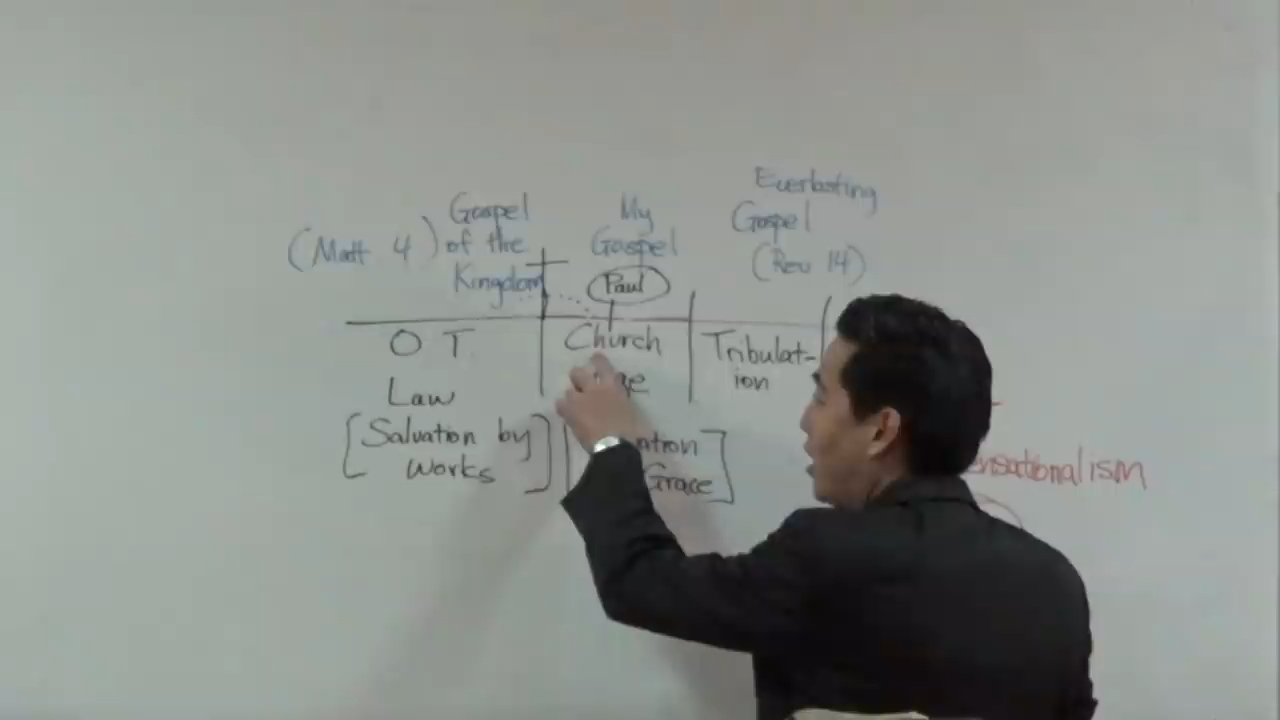 Everlasting
Gospel
(Rev 14)
My
Gospel
Paul
Gospel
(Matt 4) of the
Kingdom
O T
Law
[Salvation by
works]
Church
Tribulat-
ion
Grace]